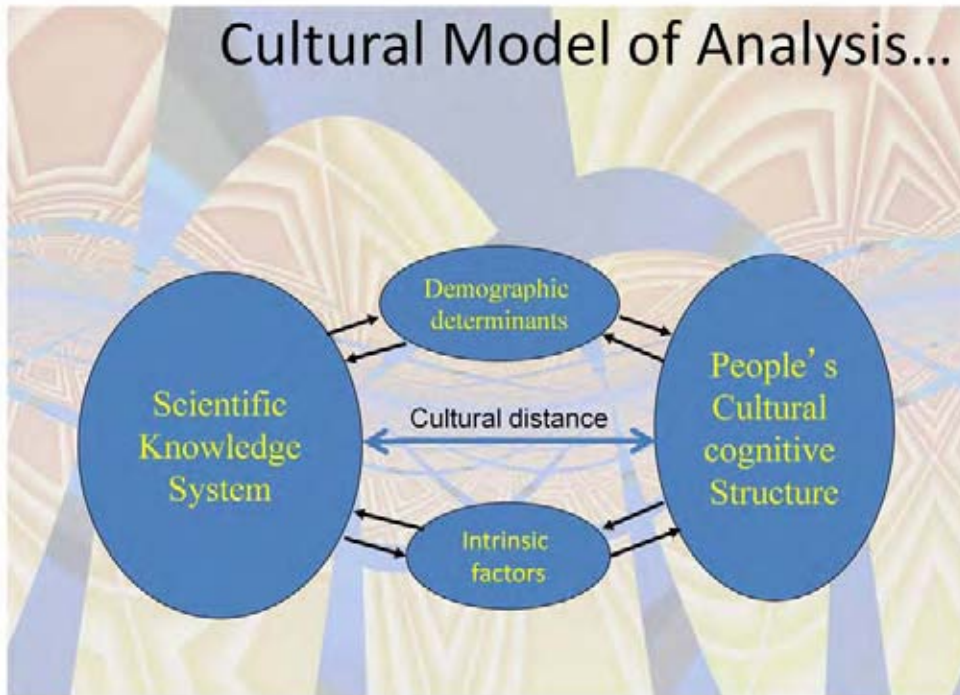 Cultural Model of Analysis...
Demographic
determinants
Scientific
Knowledge
System
Cultural distance
People's
Cultural
cognitive
Structure
Intrinsic
factors